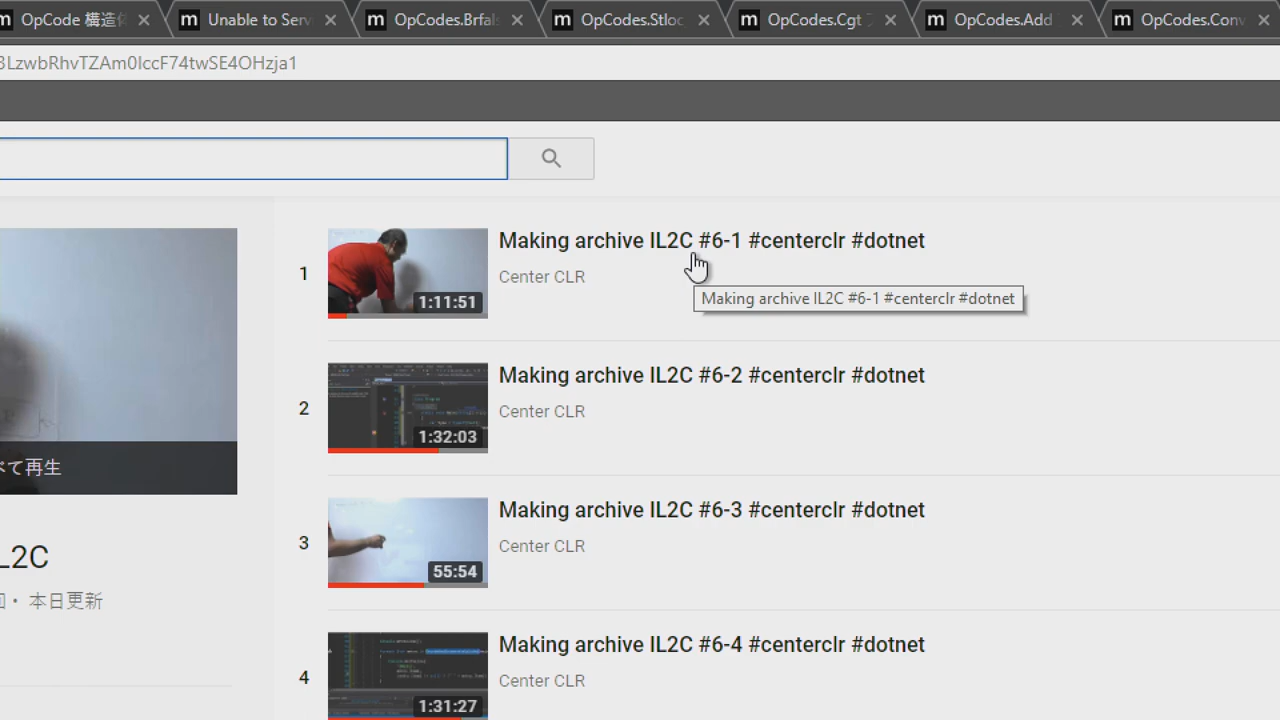 OpCode 構造体
Unable to Serv
OpCodes.Brfals
OpCodes.Stloc
OpCodes.Cgt
OpCodes.Add
OpCodes.Conv
3LzwbRhvTZAm0IccF74twSE4OHzja1
1
1:11:51
Making archive IL2C #6-1 #centerclr #dotnet
Center CLR
Making archive IL2C #6-1 #centerclr #dotnet
2
1:32:03
Making archive IL2C #6-2 #centerclr #dotnet
Center CLR
べて再生
3
55:54
Making archive IL2C #6-3 #centerclr #dotnet
Center CLR
L2C
回・ 本日更新
4
1:31:27
Making archive IL2C #6-4 #centerclr #dotnet
Center CLR